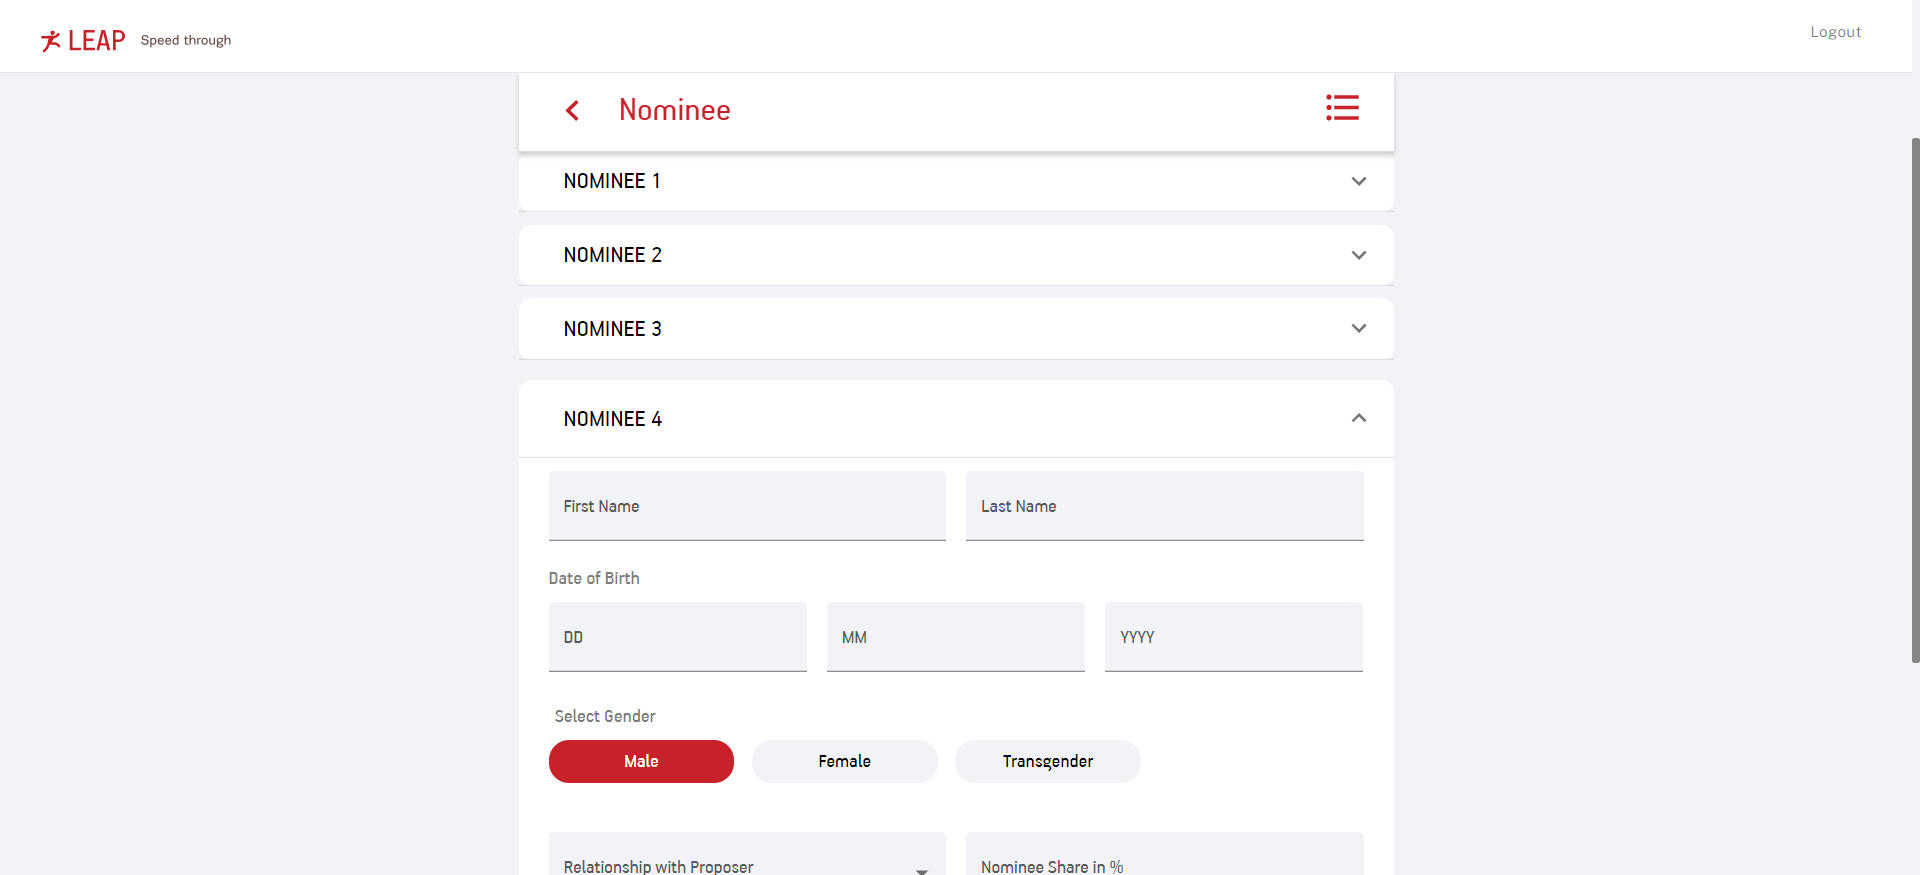 LEAP Speed through
Logout
Nominee
NOMINEE 1
NOMINEE 2
NOMINEE 3
NOMINEE 4
First Name
Last Name
Date of Birth
DD
MM
YYYY
Select Gender
Male
Female
Transgender
Relationship with Proposer
Nominee Share in %